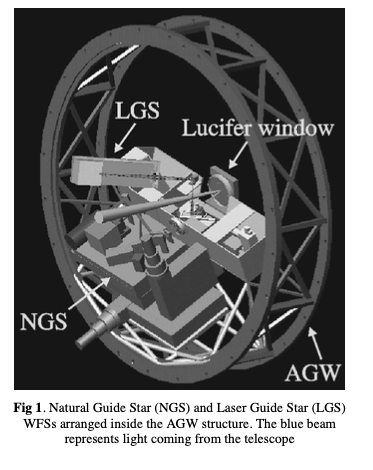 LGS
Lucifer window
NGS
AGW
Fig 1. Natural Guide Star (NGS) and Laser Guide Star (LGS)
WFSs arranged inside the AGW structure. The blue beam
represents light coming from the telescope